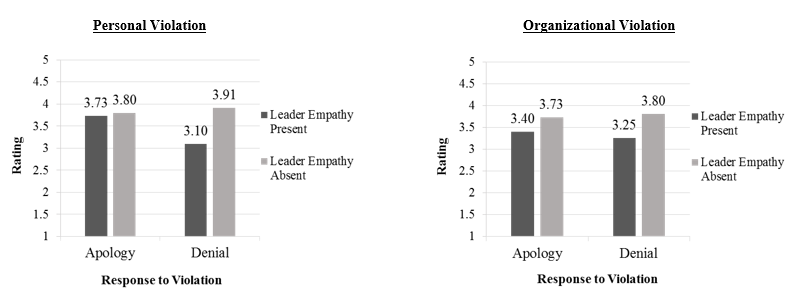 Personal Violation
5
4.5
4
3.5
3
2.5
2
1.5
1
Rating
3.73
3.80
3.10
3.91
Apology
Denial
Response to Violation
Leader Empathy
Present
Leader Empathy
Absent
Organizational Violation
5
4.5
4
3.5
3
2.5
2
1.5
1
Rating
3.40
3.73
3.25
3.80
Apology
Denial
Response to Violation
Leader Empathy
Present
Leader Empathy
Absent